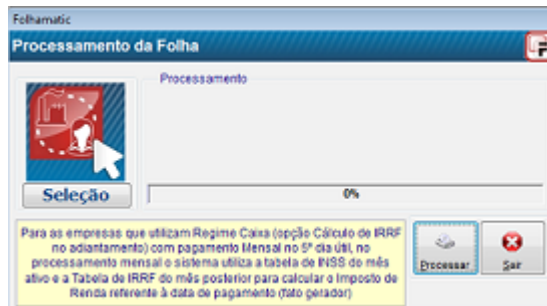 Folhamatic
Processamento da Folha
Processamento
Seleção
0%
Para as empresas que utilizam Regime Caixa (opção Cálculo de IRRF
no adiantamento) com pagamento Mensal no 5º dia útil, no
processamento mensal o sistema utiliza a tabela de INSS do mês
ativo e a Tabela de IRRF do mês posterior para calcular o Imposto de
Renda referente à data de pagamento (fato gerador)
Processar
Sair